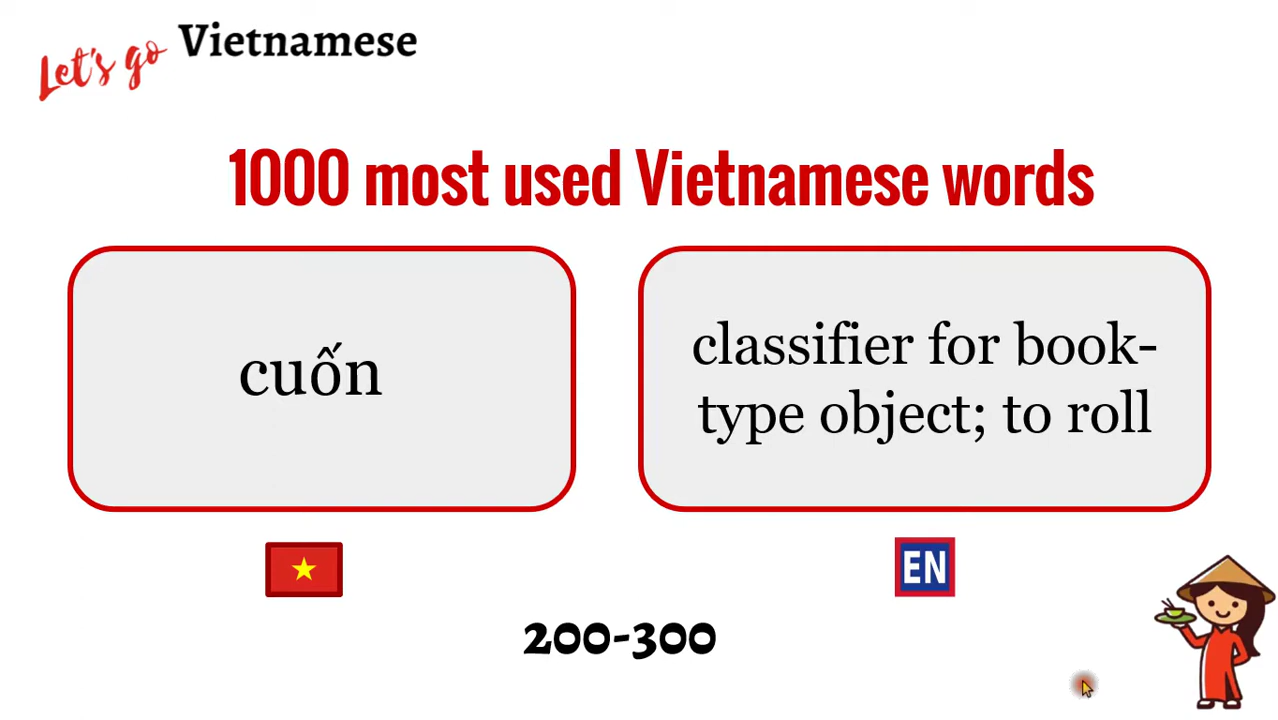 Let's go Vietnamese
1000 most used Vietnamese words
cuốn
classifier for book-
type object; to roll
EN
200-300